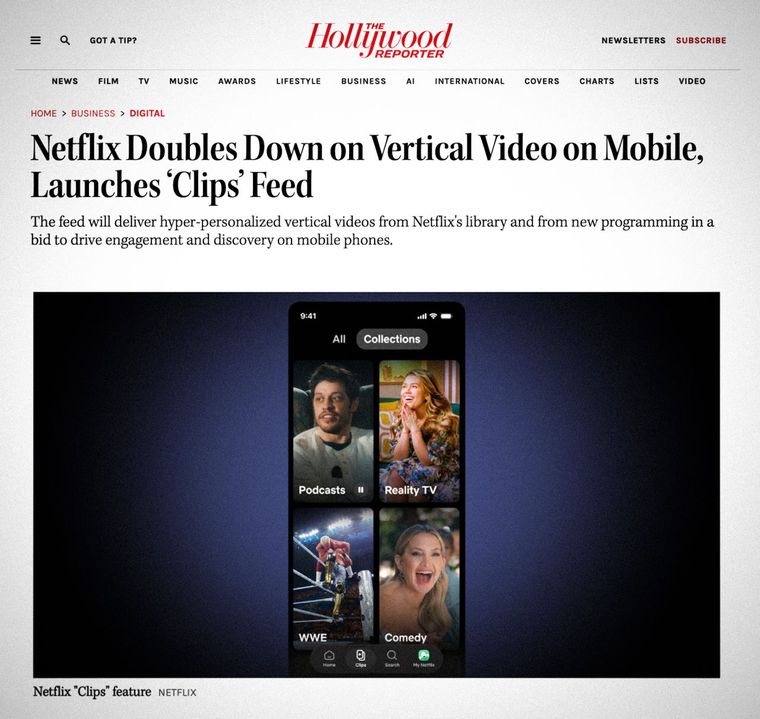 GOT A TIP?
THE
Hollywood
REPORTER
NEWSLETTERS SUBSCRIBE
NEWS FILM TV MUSIC AWARDS LIFESTYLE BUSINESS AI INTERNATIONAL COVERS CHARTS LISTS VIDEO
HOME > BUSINESS > DIGITAL
Netflix Doubles Down on Vertical Video on Mobile,
Launches ‘Clips’ Feed
The feed will deliver hyper-personalized vertical videos from Netflix's library and from new programming in a
bid to drive engagement and discovery on mobile phones.
9:41
All Collections
Podcasts Reality TV
WWE Comedy
Home Clips Search My Netflix
Netflix "Clips" feature NETFLIX